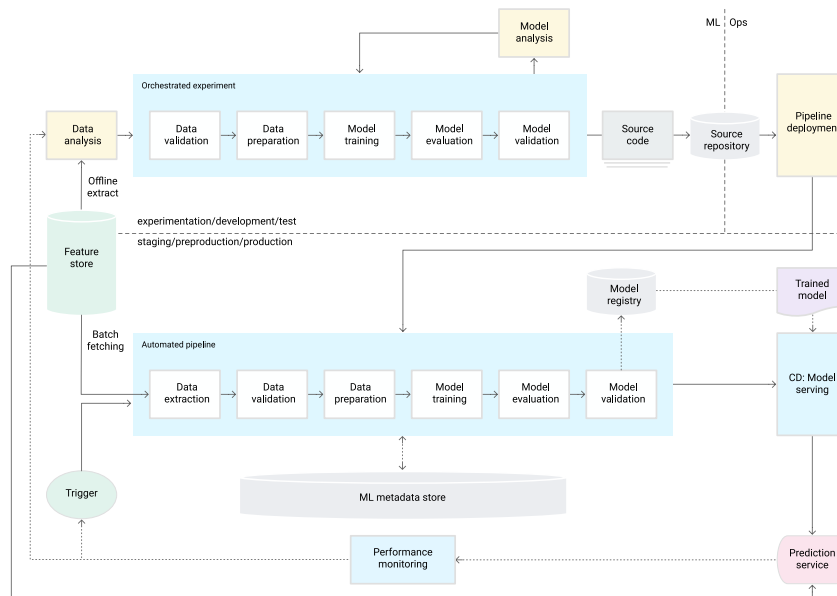 ML
Ops
Model
analysis
Orchestrated experiment
Data
analysis
Data
validation
Data
preparation
Model
training
Model
evaluation
Model
validation
Source
code
Source
repository
Pipeline
deployment
Offline
extract
experimentation/development/test
staging/preproduction/production
Feature
store
Model
registry
Trained
model
Batch
fetching
Automated pipeline
Data
extraction
Data
validation
Data
preparation
Model
training
Model
evaluation
Model
validation
CD: Model
serving
Trigger
ML metadata store
Performance
monitoring
Prediction
service